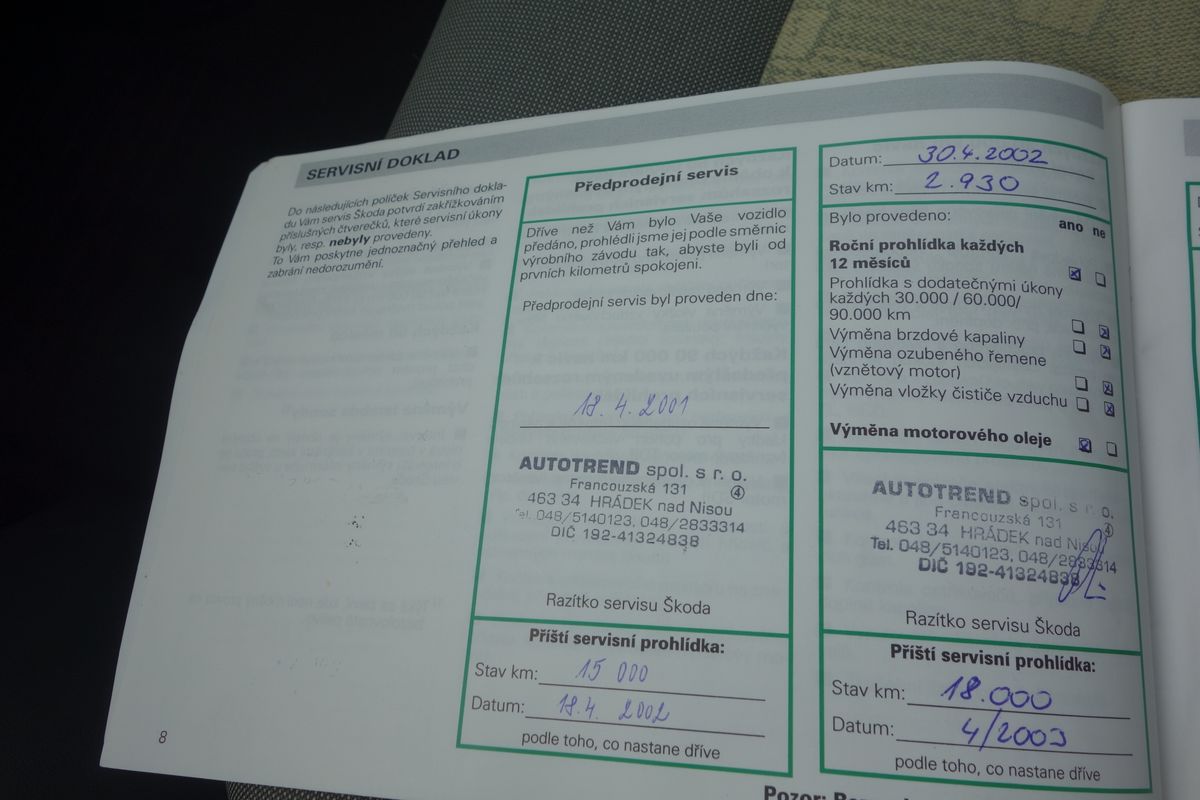 SERVISNÍ DOKLAD
Do následujících políček Servisního dokla-
du Vám servis Škoda potvrdí zakřížkováním
příslušných čtverečků, které servisní úkony
byly, resp. nebyly provedeny.
To Vám poskytne jednoznačný přehled a
zabrání nedorozumění.
8
Předprodejní servis
Dříve než Vám bylo Vaše vozidlo
předáno, prohlédli jsme jej podle směrnic
výrobního závodu tak, abyste byli od
prvních kilometrů spokojeni.
Předprodejní servis byl proveden dne:
18. 4. 2001
AUTOTREND spol. s r. o.
Francouzská 131 4
463 34 HRÁDEK nad Nisou
Tel. 048/5140123, 048/2833314
DIČ 192-41324838
Razítko servisu Škoda
Příští servisní prohlídka:
Stav km: 15 000
Datum: 18.4. 2002
podle toho, co nastane dříve
Datum: 30.4.2002
Stav km: 2.930
Bylo provedeno: ano ne
Roční prohlídka každých
12 měsíců
Prohlídka s dodatečnými úkony
každých 30.000 / 60.000/
90.000 km
Výměna brzdové kapaliny
Výměna ozubeného řemene
(vznětový motor)
Výměna vložky čističe vzduchu
Výměna motorového oleje
AUTOTREND spol. s r. o.
Francouzská 131 4
463 34 HRÁDEK nad Nisou
Tel. 048/5140123, 048/2833314
DIČ 192-41324838
Razítko servisu Škoda
Příští servisní prohlídka:
Stav km: 18.000
Datum: 4/2003
podle toho, co nastane dříve
Pozor: